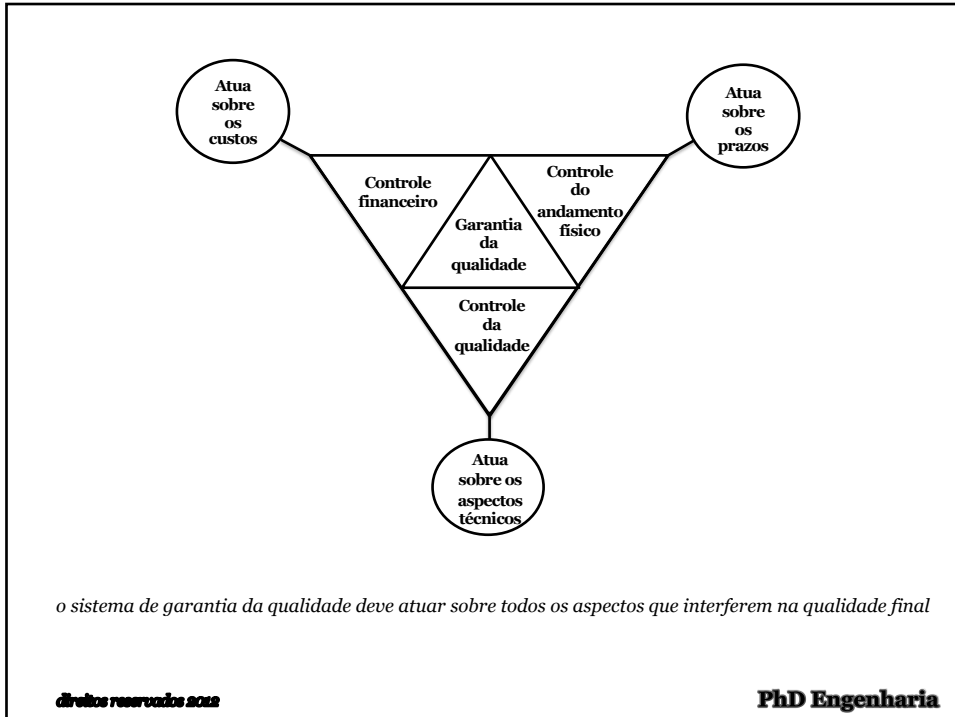 Atua
sobre
os
custos
Atua
sobre
os
prazos
Controle
financeiro
Controle
do
andamento
físico
Garantia
da
qualidade
Controle
da
qualidade
Atua
sobre os
aspectos
técnicos
o sistema de garantia da qualidade deve atuar sobre todos os aspectos que interferem na qualidade final
direitos reservados 2012
PhD Engenharia